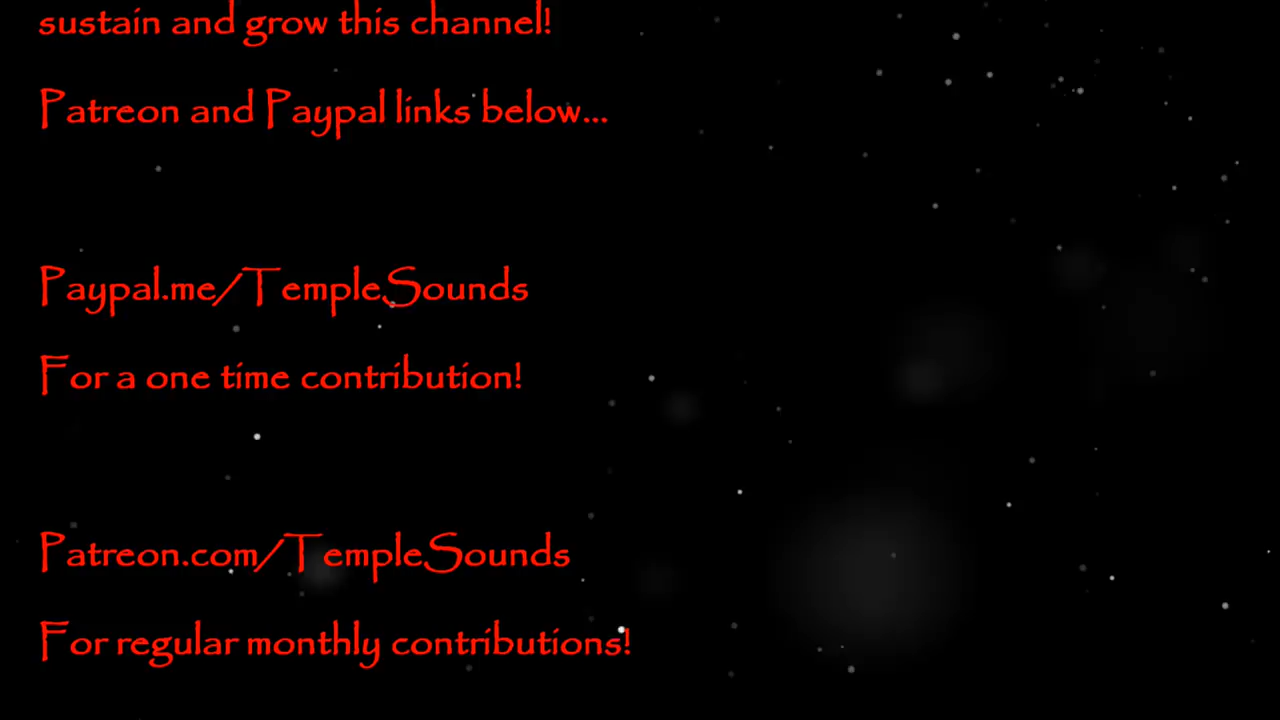 sustain and grow this channel!
Patreon and Paypal links below...
Paypal.me/TempleSounds
For a one time contribution!
Patreon.com/TempleSounds
For regular monthly contributions!